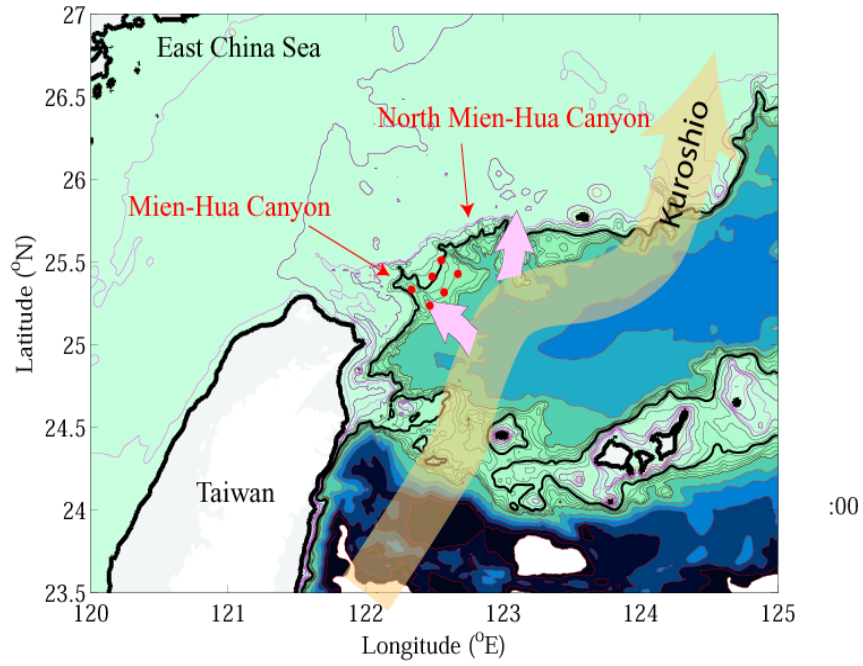 27
East China Sea
26.5
North Mien-Hua Canyon
Kuroshio
26
Mien-Hua Canyon
25.5
Latitude (°N)
25
24.5
Taiwan
24
:00
23.5
120
121
122
123
124
125
Longitude (°E)